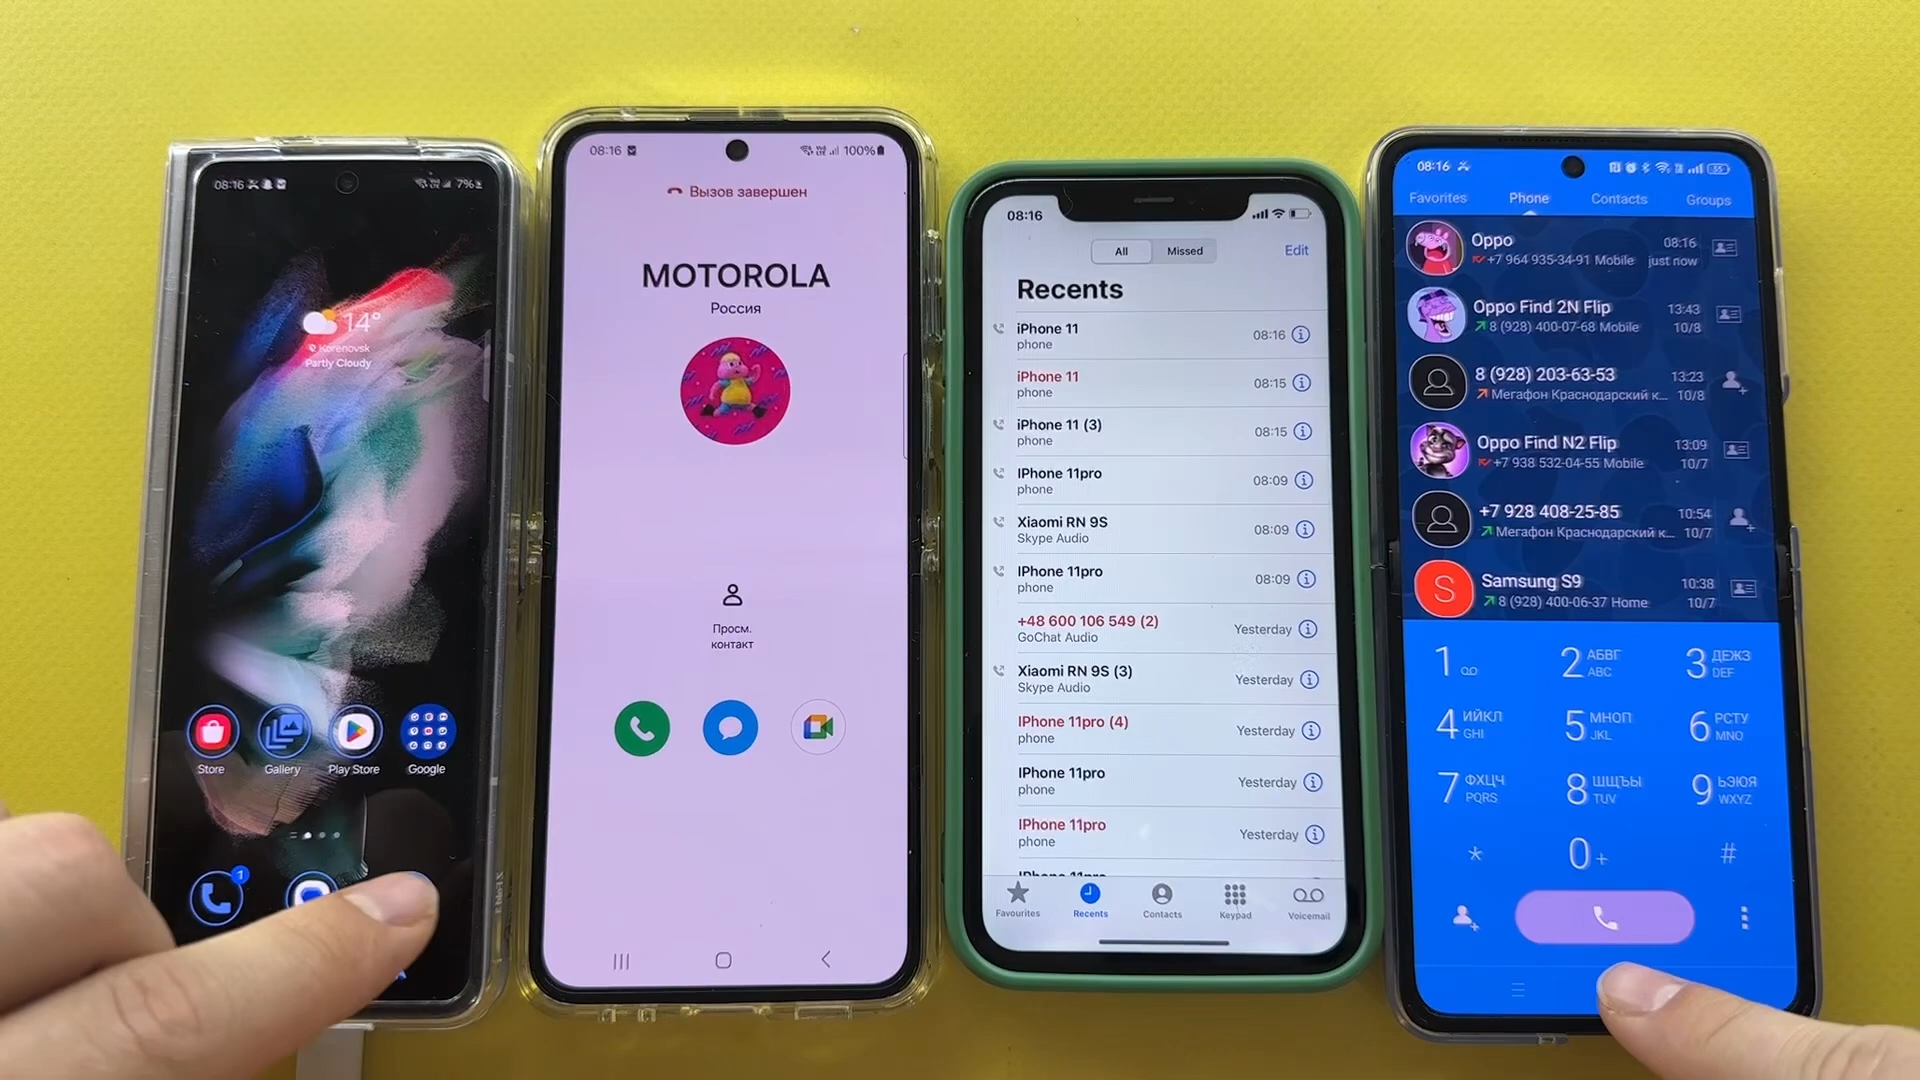 08:16
7%
14°
Korenovsk
Partly Cloudy
Store
Gallery
Play Store
Google
1
08:16
100%
Вызов завершен
MOTOROLA
Россия
Просм.
контакт
08:16
All
Missed
Edit
Recents
iPhone 11
phone
08:16
iPhone 11
phone
08:15
iPhone 11 (3)
phone
08:15
IPhone 11pro
phone
08:09
Xiaomi RN 9S
Skype Audio
08:09
IPhone 11pro
phone
08:09
+48 600 106 549 (2)
GoChat Audio
Yesterday
Xiaomi RN 9S (3)
Skype Audio
Yesterday
IPhone 11pro (4)
phone
Yesterday
IPhone 11pro
phone
Yesterday
IPhone 11pro
phone
Yesterday
Favourites
Recents
Contacts
Keypad
Voicemail
08:16
55
Favorites
Phone
Contacts
Groups
Oppo
08:16
+7 964 935-34-91 Mobile
just now
Oppo Find 2N Flip
13:43
8 (928) 400-07-68 Mobile
10/8
8 (928) 203-63-53
13:23
Мегафон Краснодарский к...
10/8
Oppo Find N2 Flip
13:09
+7 938 532-04-55 Mobile
10/7
+7 928 408-25-85
10:54
Мегафон Краснодарский к...
10/7
S
Samsung S9
10:38
8 (928) 400-06-37 Home
10/7
1
2 АБВГ
ABC
3 ДЕЖЗ
DEF
4 ИЙКЛ
GHI
5 МНОП
JKL
6 РСТУ
MNO
7 ФХЦЧ
PQRS
8 ШЩЪЫ
TUV
9 ЬЭЮЯ
WXYZ
*
0 +
#